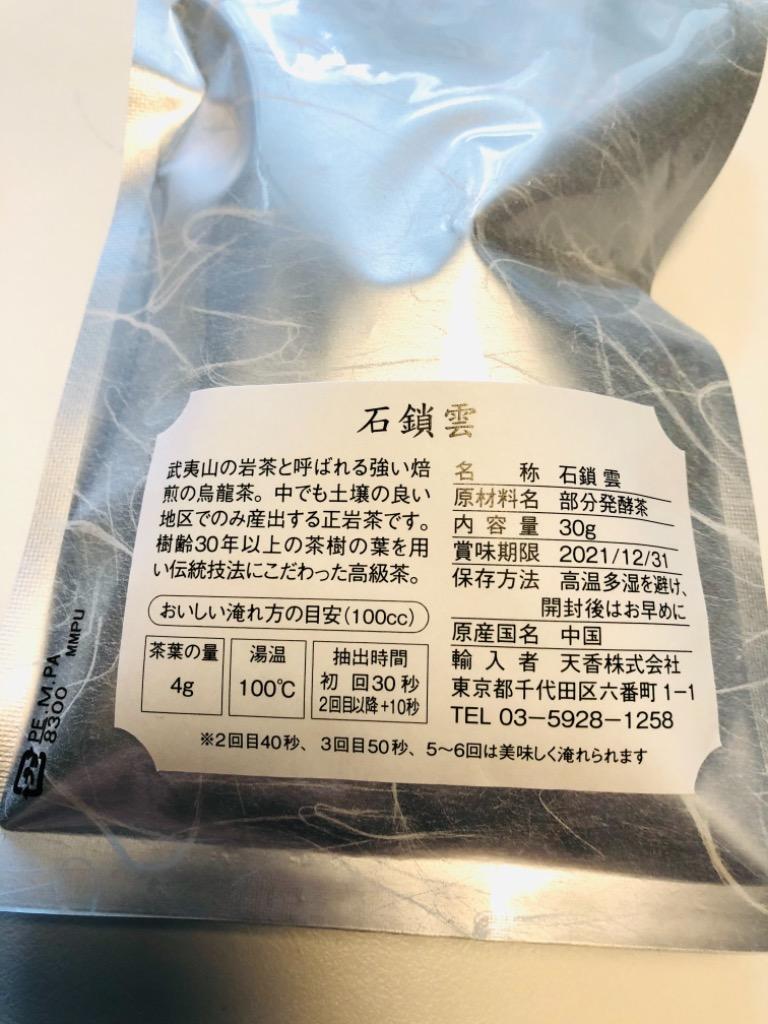 石鎖雲
武夷山の岩茶と呼ばれる強い焙
煎の烏龍茶。中でも土壌の良い
地区でのみ産出する正岩茶です。
樹齢30年以上の茶樹の葉を用
い伝統技法にこだわった高級茶。
おいしい淹れ方の目安(100cc)
茶葉の量
4g
湯温
100℃
抽出時間
初 回30秒
2回目以降+10秒
名 称 石鎖雲
原材料名 部分発酵茶
内容量 30g
賞味期限 2021/12/31
保存方法 高温多湿を避け、
開封後はお早めに
原産国名 中国
輸入者 天香株式会社
東京都千代田区六番町1-1
TEL 03-5928-1258
※2回目40秒、3回目50秒、5〜6回は美味しく淹れられます
プラ
PE.M.PA
8300 MMPU